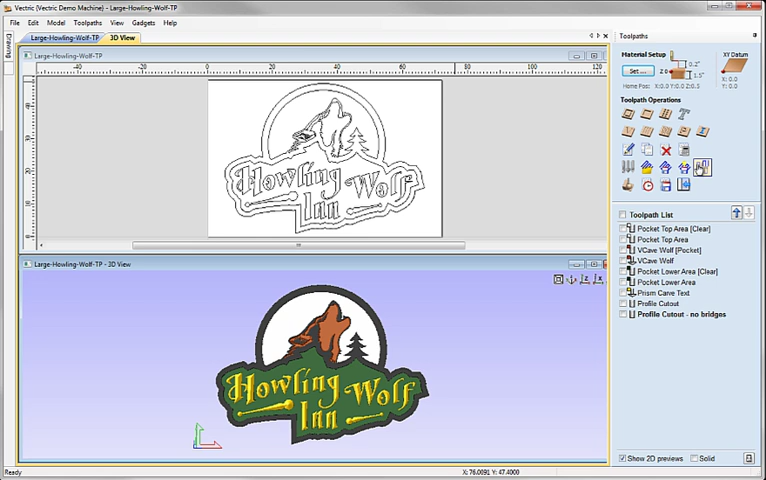 Vectric (Vectric Demo Machine) - Large-Howling-Wolf-TP
File Edit Model Toolpaths View Gadgets Help
Drawing
Large-Howling-Wolf-TP 3D View
Large-Howling-Wolf-TP
-40 -20 0 20 40 60 80 100 120
Howling Wolf
Inn
Large-Howling-Wolf-TP - 3D View
Howling Wolf
Inn
Toolpaths
Material Setup
XY Datum
Set...
Z 0
0.2"
1.5"
X: 0.0
Y: 0.0
Home Pos: X:0.0 Y:0.0 Z:0.5
Toolpath Operations
Toolpath List
Pocket Top Area [Clear]
Pocket Top Area
VCave Wolf [Pocket]
VCave Wolf
Pocket Lower Area [Clear]
Pocket Lower Area
Prism Carve Text
Profile Cutout
Profile Cutout - no bridges
Show 2D previews Solid
Ready
X: 76.0091 Y: 47.4000